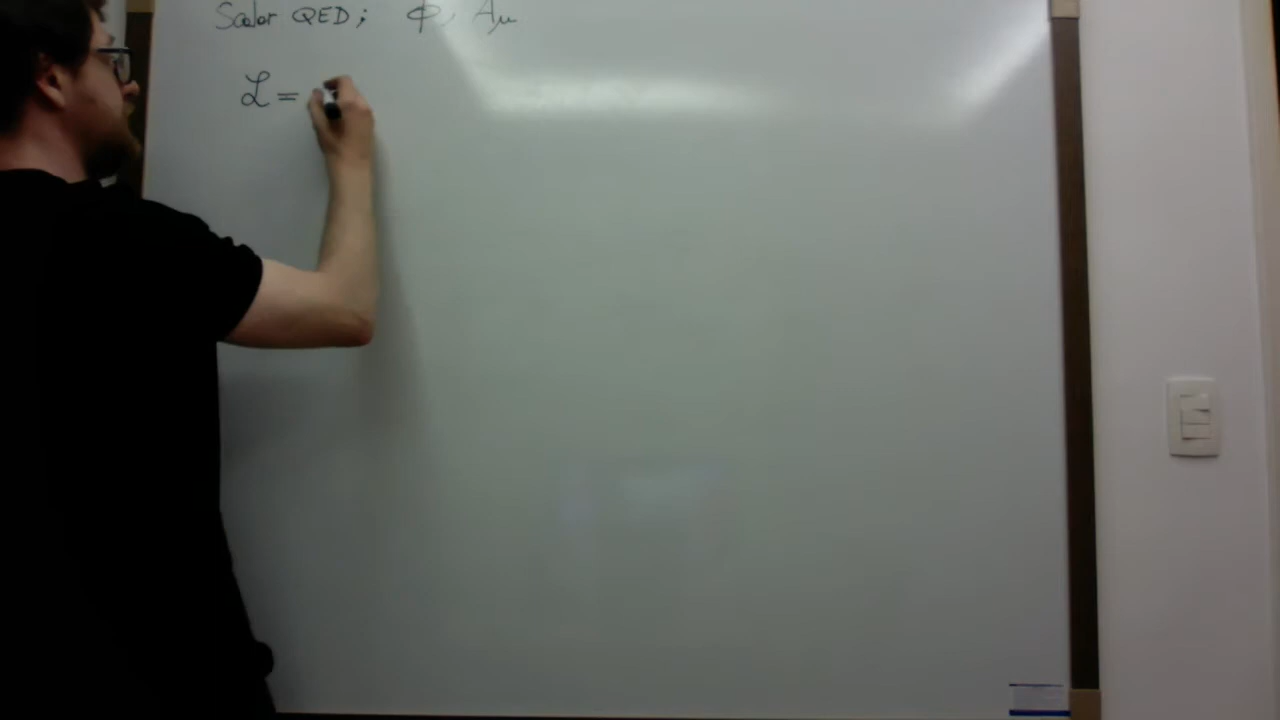 Scalar QED; ϕ, Aμ
ℒ =